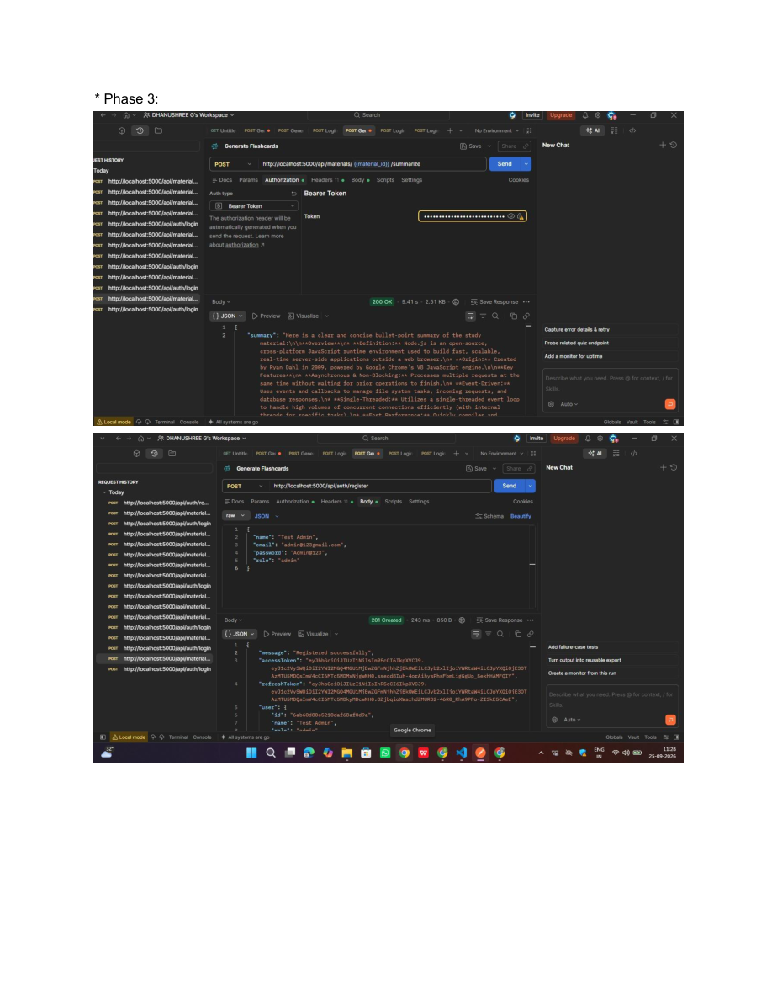 * Phase 3:
DHANUSHREE G's Workspace
Search
Invite
Upgrade
GET Untitle
POST Ge
POST Gene
POST Logi
POST Ge
POST Logi
POST Logi
No Environment
AI
UEST HISTORY
Today
POST http://localhost:5000/api/material...
POST http://localhost:5000/api/material...
POST http://localhost:5000/api/material...
POST http://localhost:5000/api/material...
POST http://localhost:5000/api/auth/login
POST http://localhost:5000/api/material...
POST http://localhost:5000/api/material...
POST http://localhost:5000/api/material...
POST http://localhost:5000/api/auth/login
POST http://localhost:5000/api/material...
POST http://localhost:5000/api/auth/login
POST http://localhost:5000/api/material...
POST http://localhost:5000/api/auth/login
Generate Flashcards
Save
Share
POST http://localhost:5000/api/materials/ {{material_id}} /summarize
Send
Docs Params Authorization Headers 11 Body Scripts Settings Cookies
Auth type
Bearer Token
The authorization header will be
automatically generated when you
send the request. Learn more
about authorization
Bearer Token
Token
Body
200 OK 9.41 s 2.51 KB Save Response
{ } JSON Preview Visualize
1 {
2 "summary": "Here is a clear and concise bullet-point summary of the study
material:\n\n**Overview**\n* **Definition:** Node.js is an open-source,
cross-platform JavaScript runtime environment used to build fast, scalable,
real-time server-side applications outside a web browser.\n* **Origin:** Created
by Ryan Dahl in 2009, powered by Google Chrome's V8 JavaScript engine.\n\n**Key
Features**\n* **Asynchronous & Non-Blocking:** Processes multiple requests at the
same time without waiting for prior operations to finish.\n* **Event-Driven:**
Uses events and callbacks to manage file system tasks, incoming requests, and
database responses.\n* **Single-Threaded:** Utilizes a single-threaded event loop
to handle high volumes of concurrent connections efficiently (with internal
New Chat
Capture error details & retry
Probe related quiz endpoint
Add a monitor for uptime
Describe what you need. Press @ for context, / for
Skills.
Auto
Local mode Terminal Console All systems are go
Globals Vault Tools
DHANUSHREE G's Workspace
Search
Invite
Upgrade
GET Untitle
POST Ge
POST Gene
POST Logi
POST Ge
POST Logi
POST Logi
No Environment
AI
REQUEST HISTORY
Today
POST http://localhost:5000/api/auth/re...
POST http://localhost:5000/api/material...
POST http://localhost:5000/api/auth/login
POST http://localhost:5000/api/material...
POST http://localhost:5000/api/material...
POST http://localhost:5000/api/material...
POST http://localhost:5000/api/material...
POST http://localhost:5000/api/material...
POST http://localhost:5000/api/auth/login
POST http://localhost:5000/api/material...
POST http://localhost:5000/api/material...
POST http://localhost:5000/api/material...
POST http://localhost:5000/api/auth/login
POST http://localhost:5000/api/material...
POST http://localhost:5000/api/auth/login
POST http://localhost:5000/api/material...
POST http://localhost:5000/api/auth/login
Generate Flashcards
Save
Share
POST http://localhost:5000/api/auth/register
Send
Docs Params Authorization Headers 11 Body Scripts Settings Cookies
raw JSON Schema Beautify
1 {
2 "name": "Test Admin",
3 "email": "admin@123gmail.com",
4 "password": "Admin@123",
5 "role": "admin"
6 }
Body
201 Created 243 ms 850 B Save Response
{ } JSON Preview Visualize
1 {
2 "message": "Registered successfully",
3 "accessToken":
4 "refreshToken":
5 "user": {
6 "id": "6ab60d80e5210daf68af8d9a",
7 "name": "Test Admin",
Google Chrome
New Chat
Add failure-case tests
Turn output into reusable export
Create a monitor from this run
Describe what you need. Press @ for context, / for
Skills.
Auto
Local mode Terminal Console All systems are go
Globals Vault Tools
32°
ENG
IN
11:28
25-09-2026